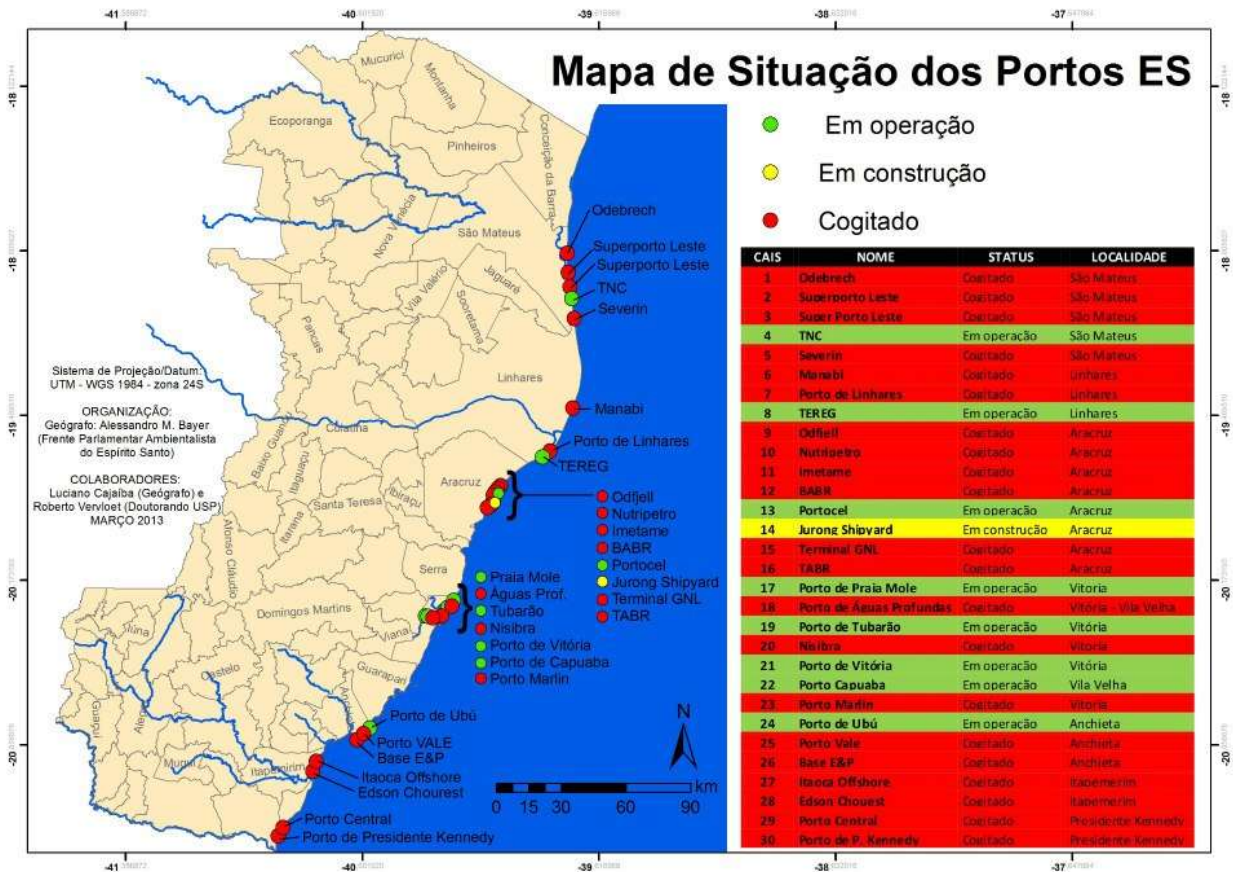 Mapa de Situação dos Portos ES
Em operação
Em construção
Cogitado
Mucurici
Montanha
Ecoporanga
Pinheiros
Conceição da Barra
Nova Venécia
São Mateus
Vila Valério
Jaguaré
Sooretama
Pancas
Linhares
Colatina
Baixo Guandu
Itaguaçu
Itarana
Santa Teresa
Ibiraçu
Aracruz
Afonso Cláudio
Serra
Domingos Martins
Viana
Iúna
Castelo
Guarapari
Guaçuí
Alegre
Muqui
Itapemirim
Odebrech
Superporto Leste
Superporto Leste
TNC
Severin
Manabi
Porto de Linhares
TEREG
Odfjell
Nutripetro
Imetame
BABR
Portocel
Jurong Shipyard
Terminal GNL
TABR
Praia Mole
Águas Prof.
Tubarão
Nisibra
Porto de Vitória
Porto de Capuaba
Porto Marlin
Porto de Ubú
Porto VALE
Base E&P
Itaoca Offshore
Edson Chourest
Porto Central
Porto de Presidente Kennedy
Sistema de Projeção/Datum:
UTM - WGS 1984 - zona 24S
ORGANIZAÇÃO:
Geógrafo: Alessandro M. Bayer
(Frente Parlamentar Ambientalista
do Espírito Santo)
COLABORADORES:
Luciano Cajaíba (Geógrafo) e
Roberto Vervloet (Doutorando USP)
MARÇO 2013
N
km
0 15 30 60 90
CAIS NOME STATUS LOCALIDADE
1 Odebrech Cogitado São Mateus
2 Superporto Leste Cogitado São Mateus
3 Super Porto Leste Cogitado São Mateus
4 TNC Em operação São Mateus
5 Severin Cogitado São Mateus
6 Manabi Cogitado Linhares
7 Porto de Linhares Cogitado Linhares
8 TEREG Em operação Linhares
9 Odfjell Cogitado Aracruz
10 Nutripetro Cogitado Aracruz
11 Imetame Cogitado Aracruz
12 BABR Cogitado Aracruz
13 Portocel Em operação Aracruz
14 Jurong Shipyard Em construção Aracruz
15 Terminal GNL Cogitado Aracruz
16 TABR Cogitado Aracruz
17 Porto de Praia Mole Em operação Vitoria
18 Porto de Águas Profundas Cogitado Vitória - Vila Velha
19 Porto de Tubarão Em operação Vitória
20 Nisibra Cogitado Vitoria
21 Porto de Vitória Em operação Vitória
22 Porto Capuaba Em operação Vila Velha
23 Porto Marlin Cogitado Vitória
24 Porto de Ubú Em operação Anchieta
25 Porto Vale Cogitado Anchieta
26 Base E&P Cogitado Anchieta
27 Itaoca Offshore Cogitado Itapemerim
28 Edson Chouest Cogitado Itapemerim
29 Porto Central Cogitado Presidente Kennedy
30 Porto de P. Kennedy Cogitado Presidente Kennedy